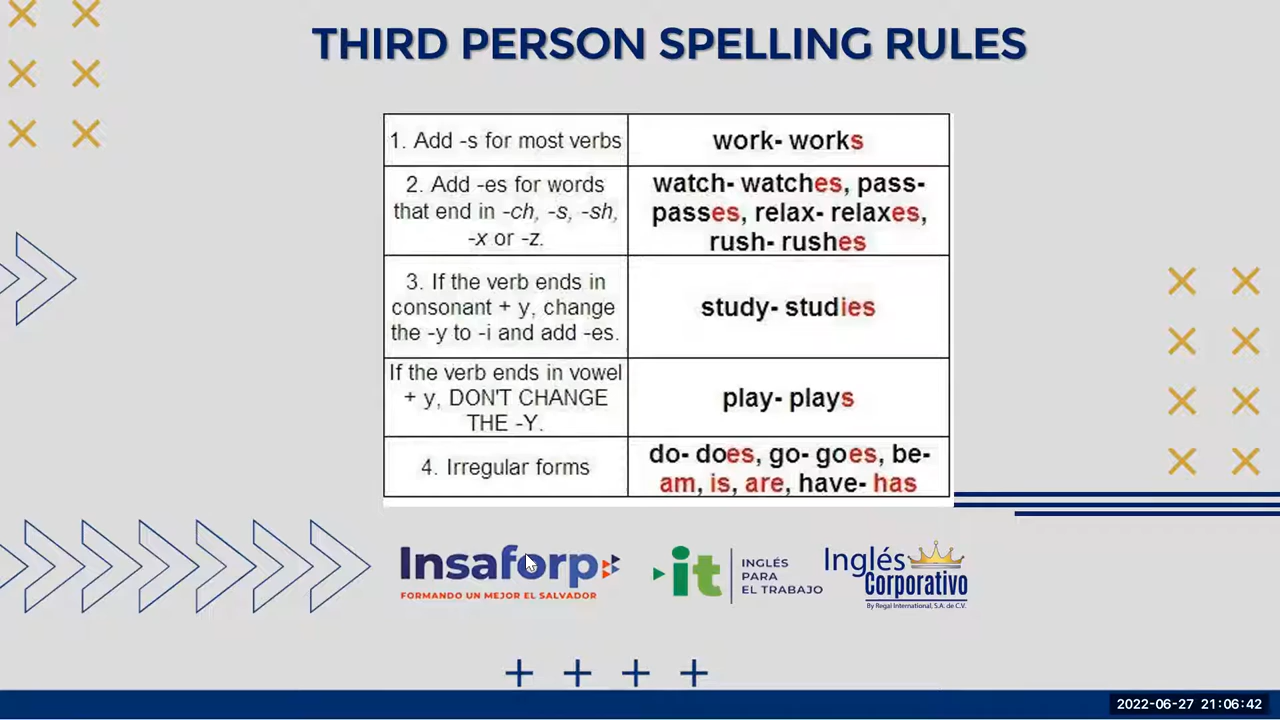 THIRD PERSON SPELLING RULES
1. Add -s for most verbs
work- works
2. Add -es for words
that end in -ch, -s, -sh,
-x or -z.
watch- watches, pass-
passes, relax- relaxes,
rush- rushes
3. If the verb ends in
consonant + y, change
the -y to -i and add -es.
study- studies
If the verb ends in vowel
+ y, DON'T CHANGE
THE -Y.
play- plays
4. Irregular forms
do- does, go- goes, be-
am, is, are, have- has
Insaforp
FORMANDO UN MEJOR EL SALVADOR
it
INGLÉS
PARA
EL TRABAJO
Inglés
Corporativo
By Regal International, S.A. de C.V.
2022-06-27 21:06:42